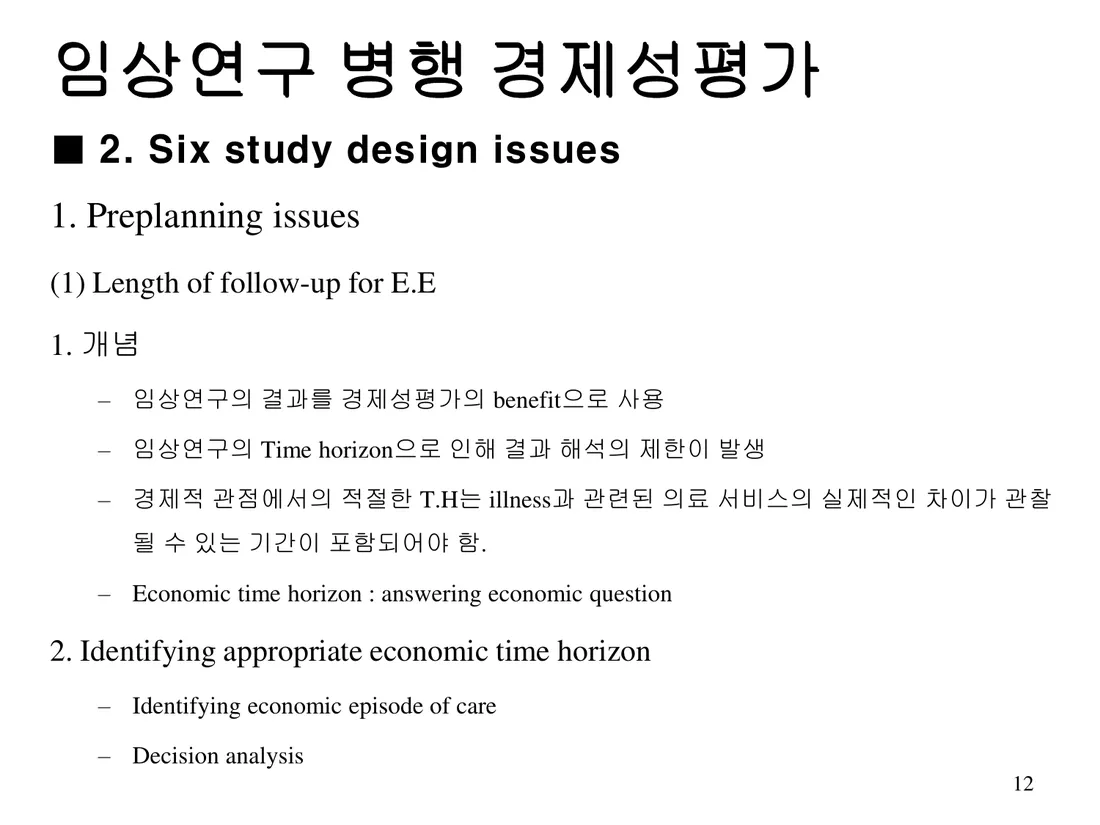 임상연구 병행 경제성평가
■ 2. Six study design issues
1. Preplanning issues
(1) Length of follow-up for E.E
1. 개념
– 임상연구의 결과를 경제성평가의 benefit으로 사용
– 임상연구의 Time horizon으로 인해 결과 해석의 제한이 발생
– 경제적 관점에서의 적절한 T.H는 illness과 관련된 의료 서비스의 실제적인 차이가 관찰
될 수 있는 기간이 포함되어야 함.
– Economic time horizon : answering economic question
2. Identifying appropriate economic time horizon
– Identifying economic episode of care
– Decision analysis
12